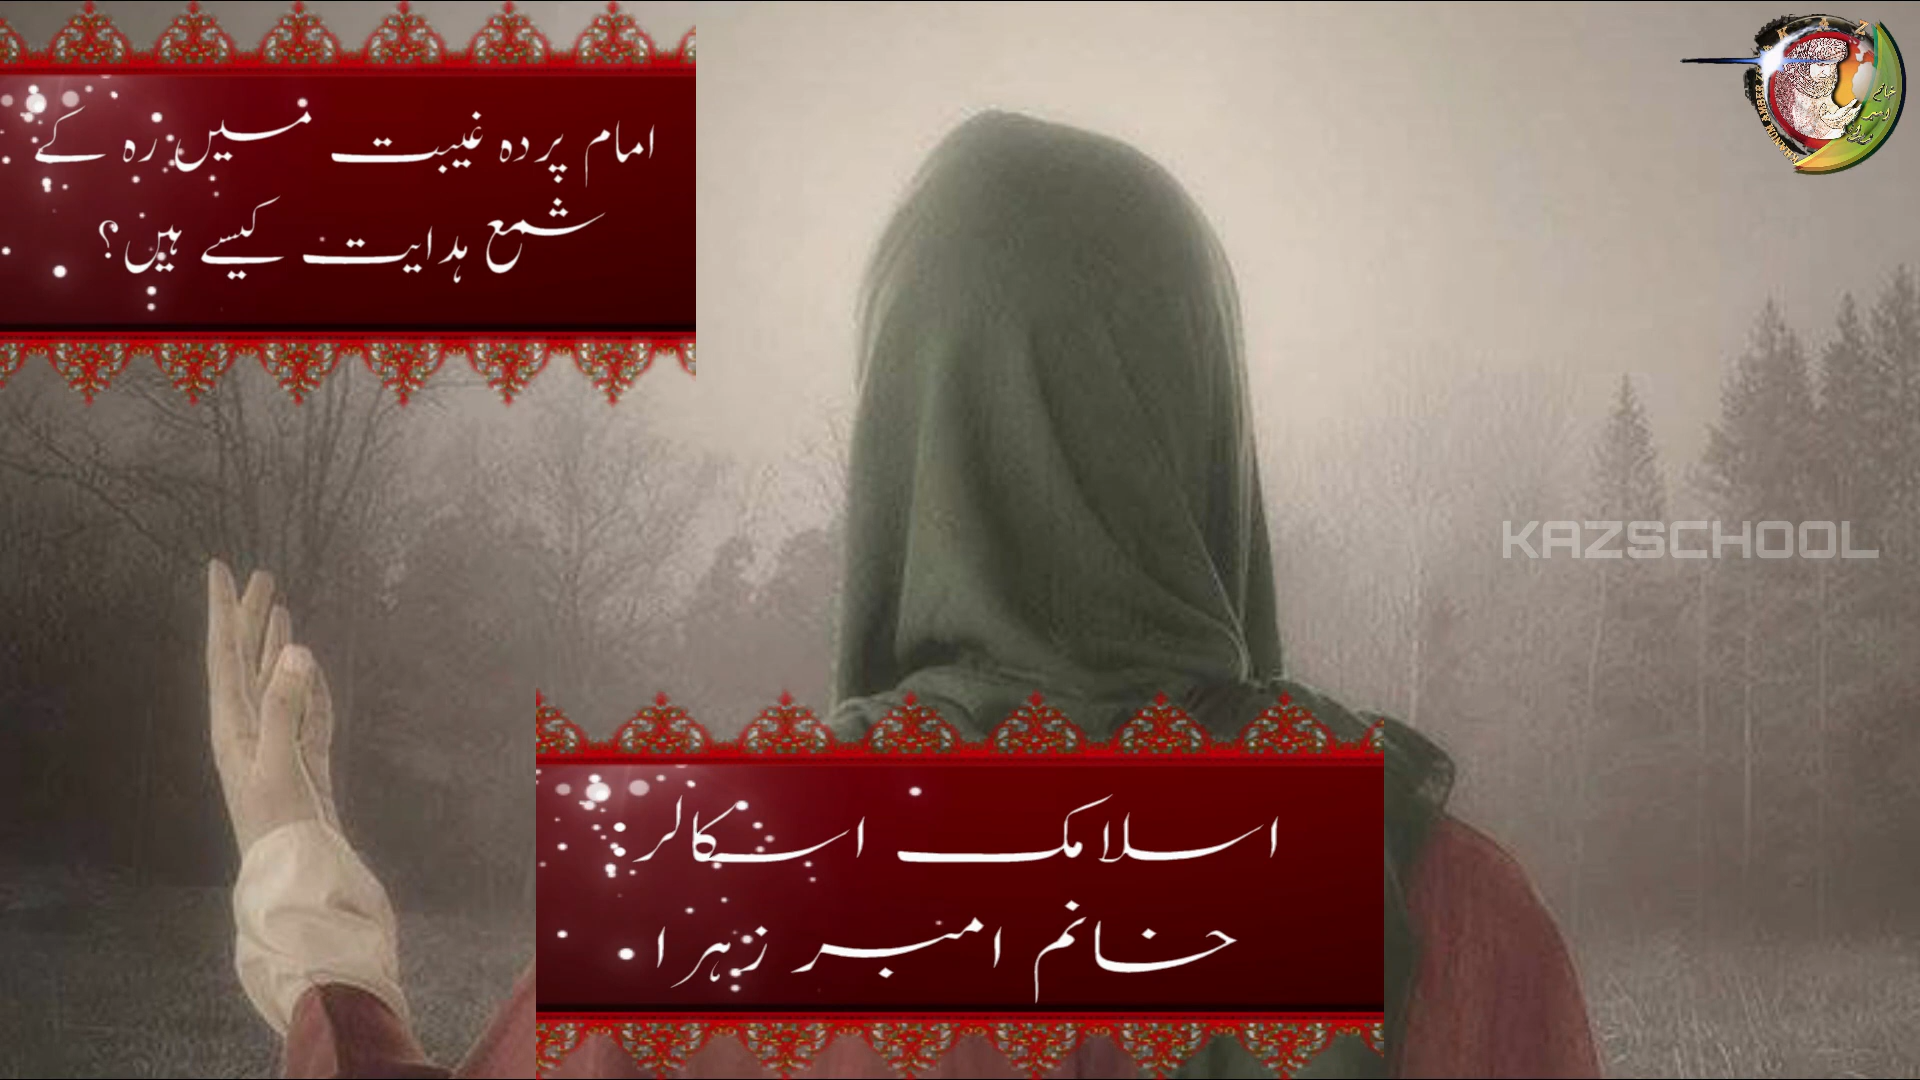 امام پردہ غیبت میں رہ کے
شمع ہدایت کیسے ہیں؟
KAZSCHOOL
اسلامک اسکالر
خانم امبر زہرا